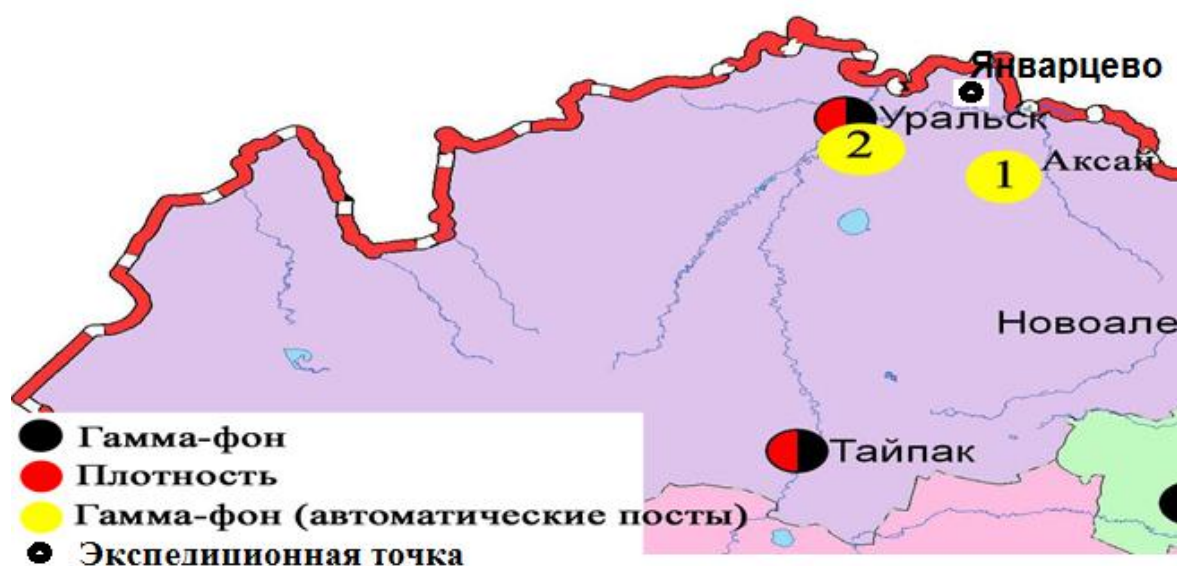 Январцево
Уральск
2
1
Аксай
Новоале
Тайпак
Гамма-фон
Плотность
Гамма-фон (автоматические посты)
Экспедиционная точка